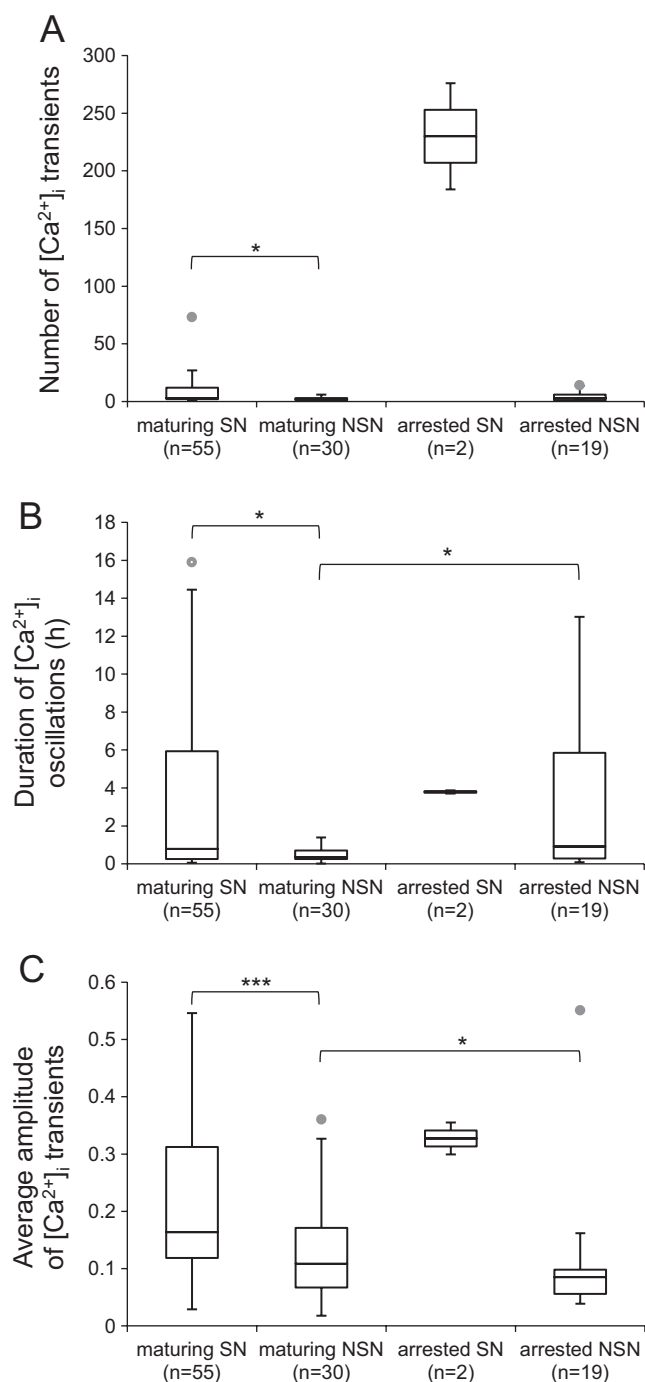 A
Number of [Ca²⁺]ᵢ transients
300
250
200
150
100
50
0
*
maturing SN maturing NSN arrested SN arrested NSN
(n=55) (n=30) (n=2) (n=19)
B
Duration of [Ca²⁺]ᵢ
oscillations (h)
18
16
14
12
10
8
6
4
2
0
*
*
maturing SN maturing NSN arrested SN arrested NSN
(n=55) (n=30) (n=2) (n=19)
C
Average amplitude
of [Ca²⁺]ᵢ transients
0.6
0.5
0.4
0.3
0.2
0.1
0
***
*
maturing SN maturing NSN arrested SN arrested NSN
(n=55) (n=30) (n=2) (n=19)